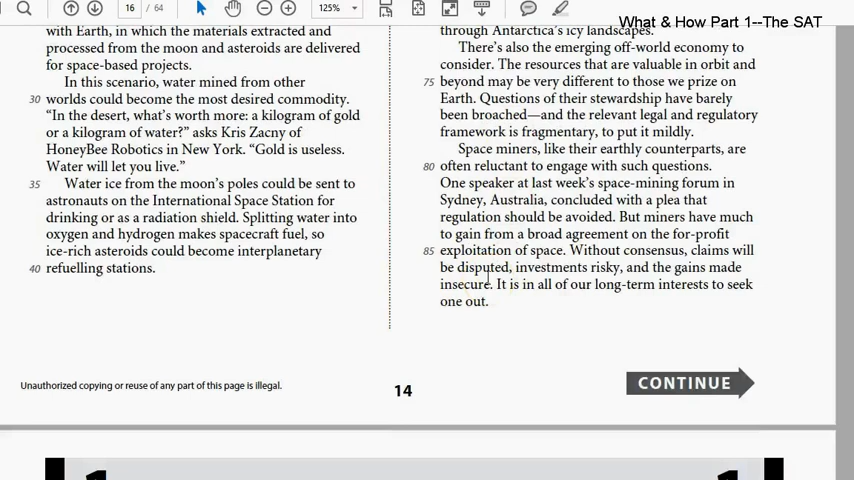 16 / 64
125%
What & How Part 1--The SAT
with Earth, in which the materials extracted and
processed from the moon and asteroids are delivered
for space-based projects.
In this scenario, water mined from other
30 worlds could become the most desired commodity.
“In the desert, what’s worth more: a kilogram of gold
or a kilogram of water?” asks Kris Zacny of
HoneyBee Robotics in New York. “Gold is useless.
Water will let you live.”
35 Water ice from the moon’s poles could be sent to
astronauts on the International Space Station for
drinking or as a radiation shield. Splitting water into
oxygen and hydrogen makes spacecraft fuel, so
ice-rich asteroids could become interplanetary
40 refuelling stations.
through Antarctica’s icy landscapes.
There’s also the emerging off-world economy to
consider. The resources that are valuable in orbit and
75 beyond may be very different to those we prize on
Earth. Questions of their stewardship have barely
been broached—and the relevant legal and regulatory
framework is fragmentary, to put it mildly.
Space miners, like their earthly counterparts, are
80 often reluctant to engage with such questions.
One speaker at last week’s space-mining forum in
Sydney, Australia, concluded with a plea that
regulation should be avoided. But miners have much
to gain from a broad agreement on the for-profit
85 exploitation of space. Without consensus, claims will
be disputed, investments risky, and the gains made
insecure. It is in all of our long-term interests to seek
one out.
Unauthorized copying or reuse of any part of this page is illegal.
14
CONTINUE
1
1